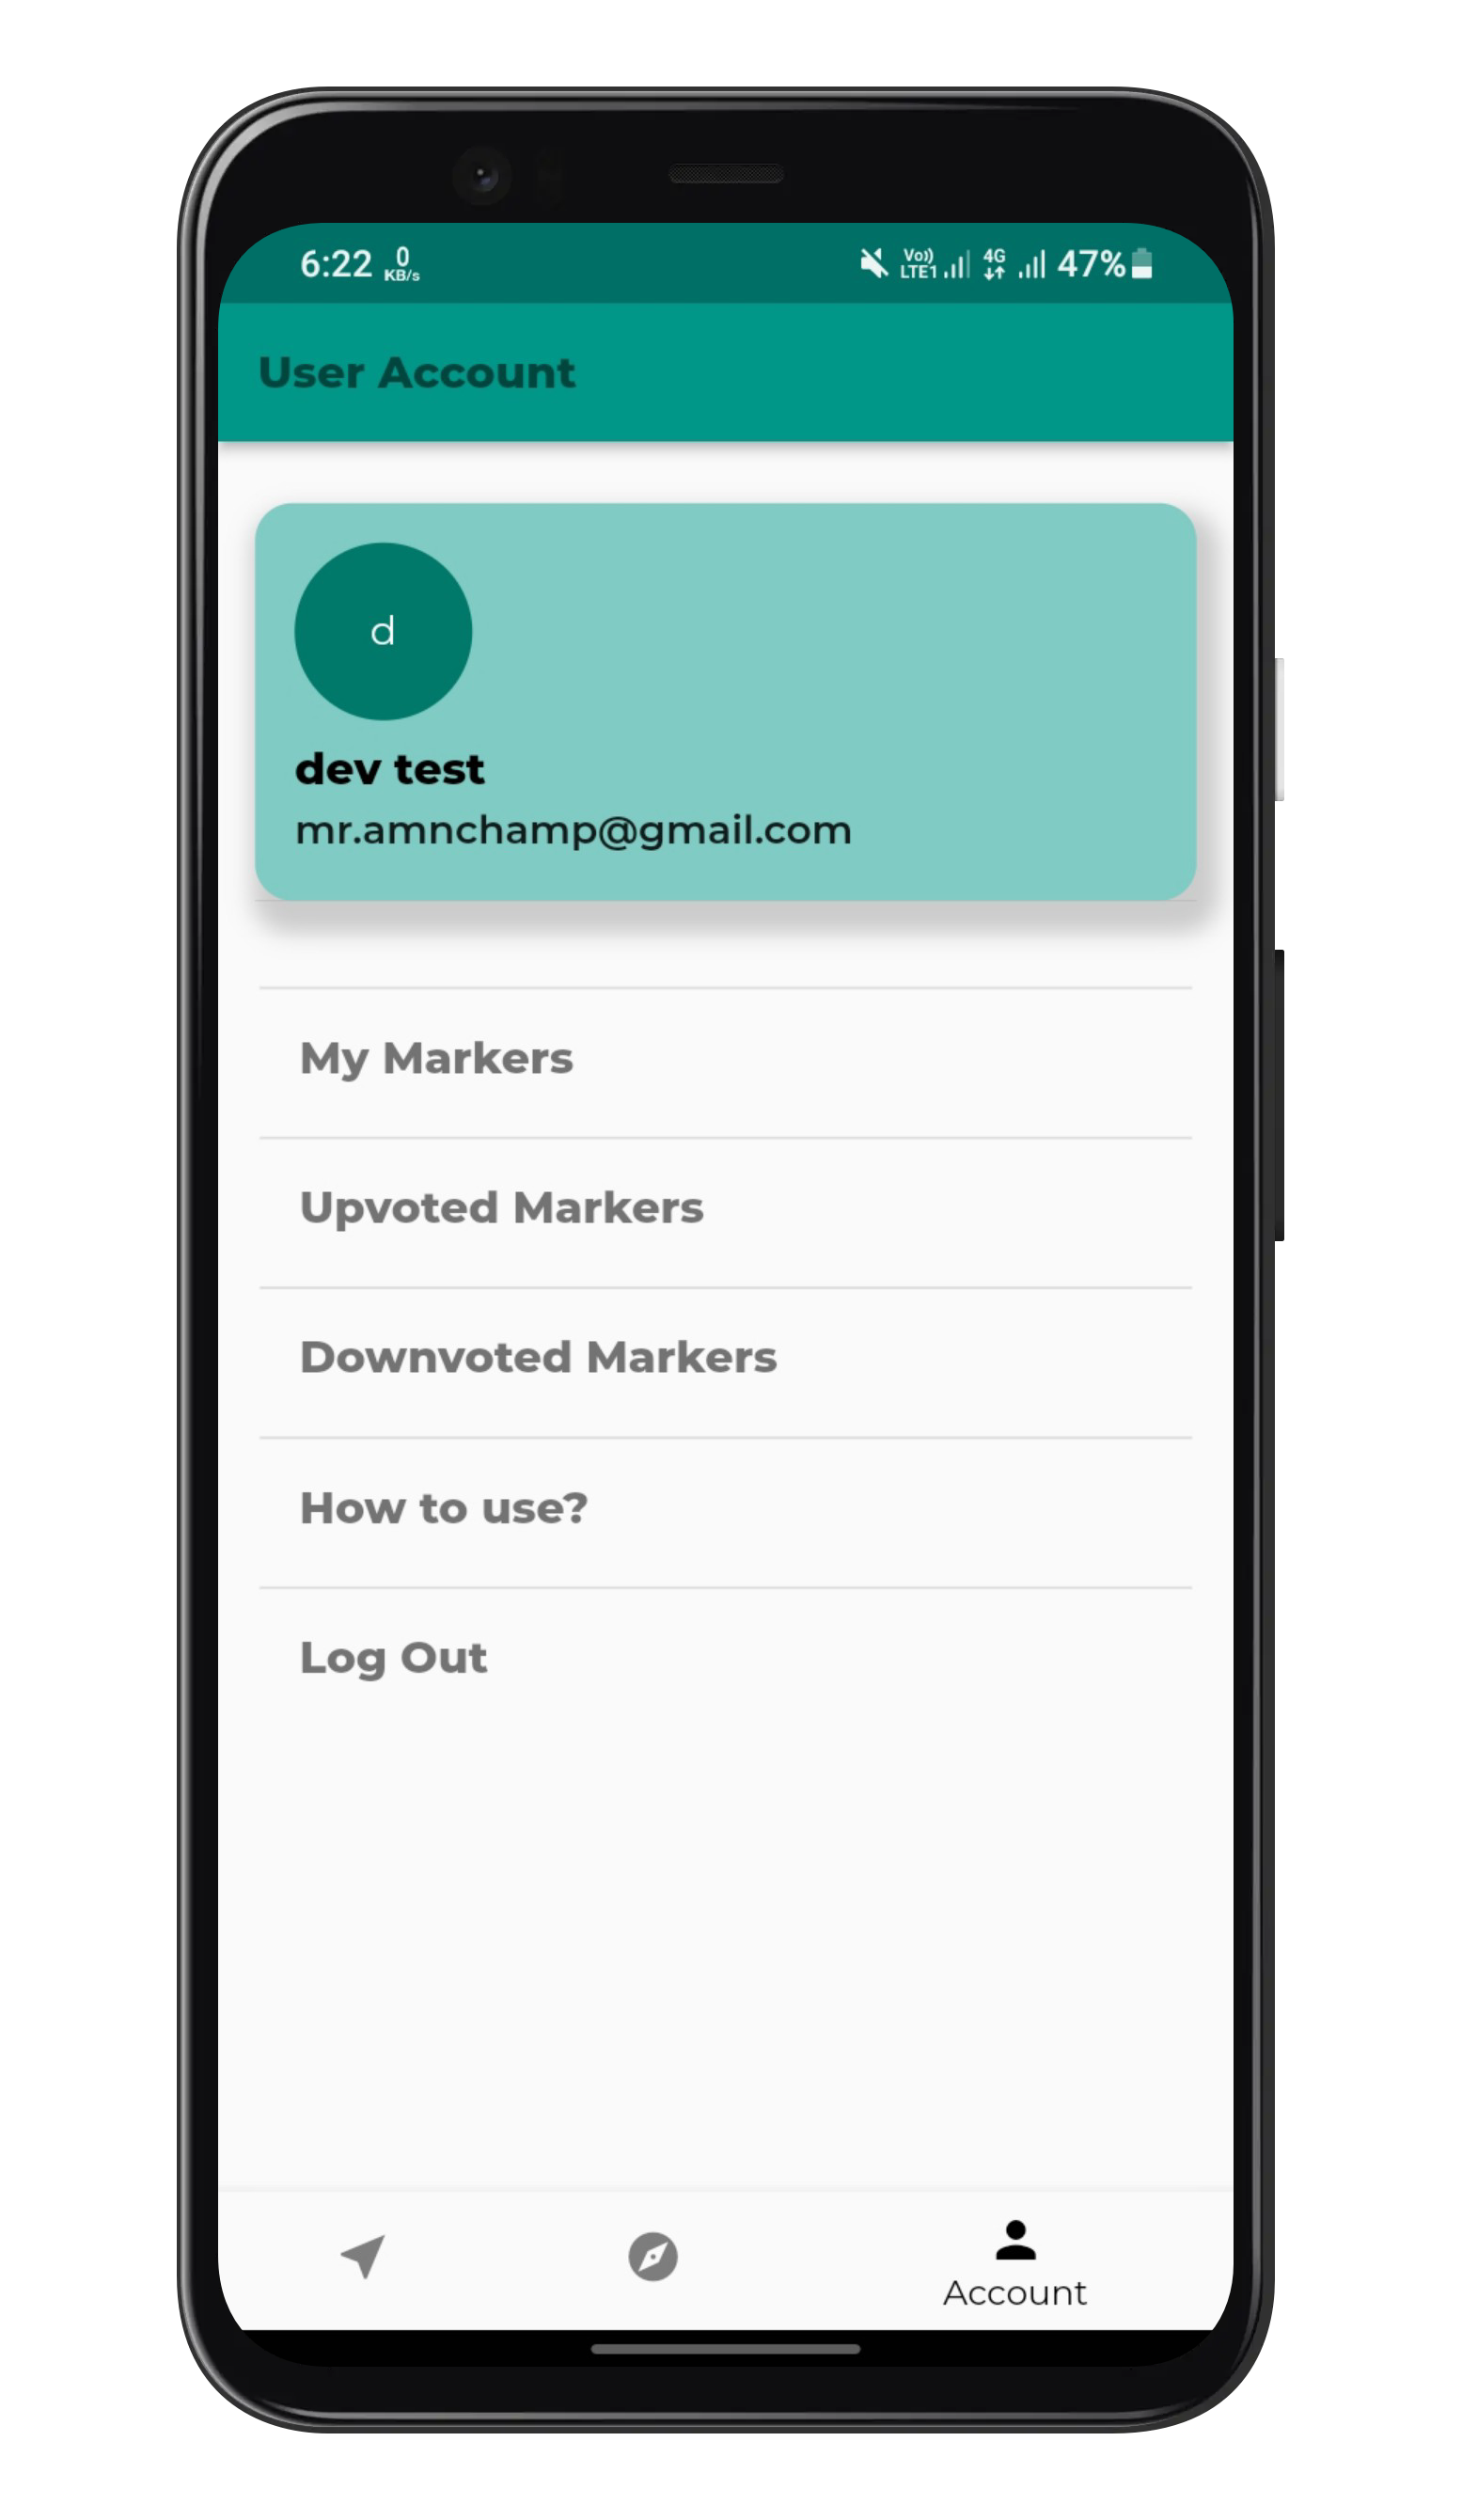 6:22 0 KB/s Vo)) LTE1 4G 47%
User Account
d
dev test
mr.amnchamp@gmail.com
My Markers
Upvoted Markers
Downvoted Markers
How to use?
Log Out
Account